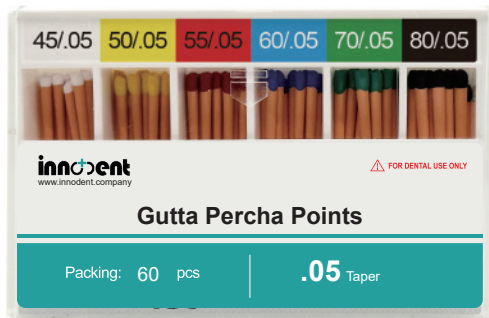 45/.05 50/.05 55/.05 60/.05 70/.05 80/.05
innodent
www.innodent.company
FOR DENTAL USE ONLY
Gutta Percha Points
Packing: 60 pcs
.05 Taper